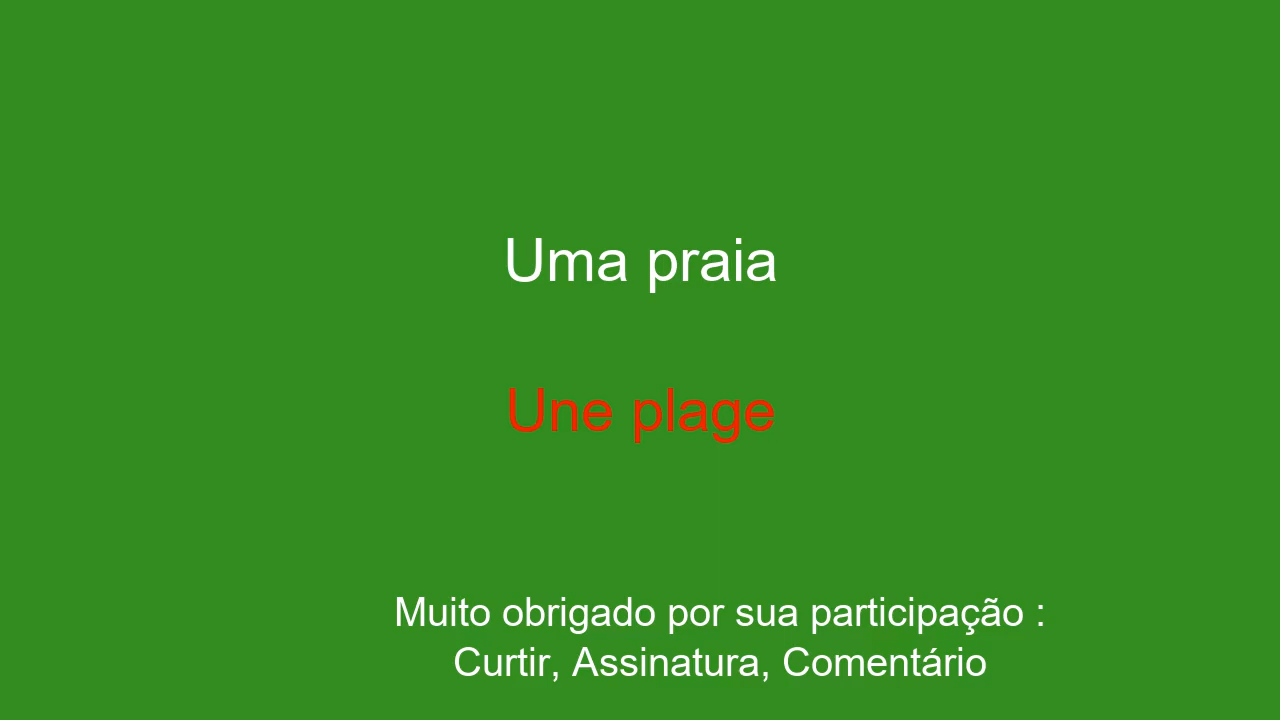 Uma praia
Une plage
Muito obrigado por sua participação :
Curtir, Assinatura, Comentário